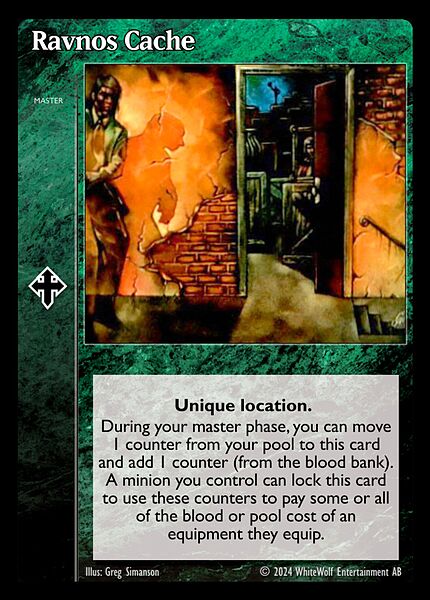 Ravnos Cache
MASTER
Unique location.
During your master phase, you can move
1 counter from your pool to this card
and add 1 counter (from the blood bank).
A minion you control can lock this card
to use these counters to pay some or all
of the blood or pool cost of an
equipment they equip.
Illus: Greg Simanson © 2024 WhiteWolf Entertainment AB